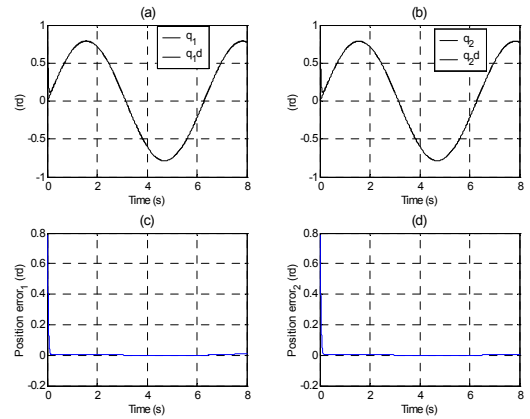 (a)
(b)
1
0.5
0
-0.5
-1
(rd)
q1
q1d
0 2 4 6 8
Time (s)
1
0.5
0
-0.5
-1
(rd)
q2
q2d
0 2 4 6 8
Time (s)
(c)
(d)
0.8
0.6
0.4
0.2
0
-0.2
Position error1 (rd)
0 2 4 6 8
Time (s)
0.8
0.6
0.4
0.2
0
-0.2
Position error2 (rd)
0 2 4 6 8
Time (s)